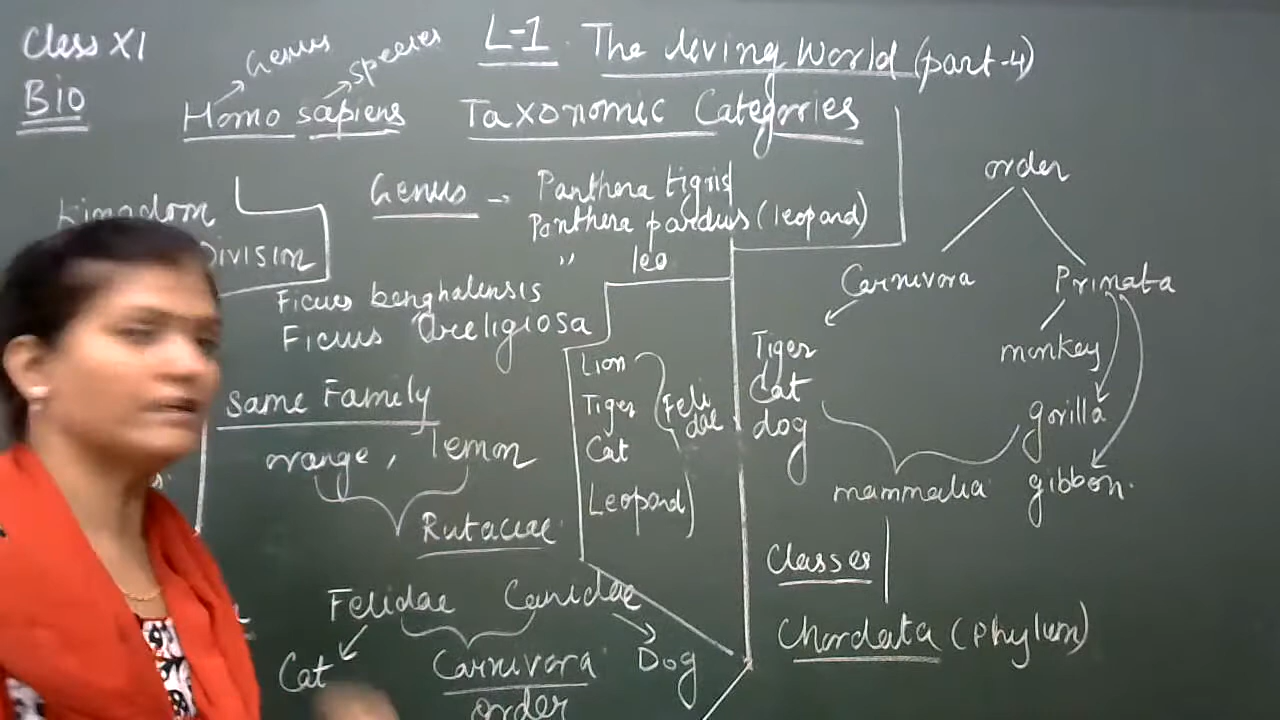 Class XI
Bio
Genus
species
Homo sapiens
L-1 The living World (part-4)
Taxonomic Categories
Kingdom
Division
Genus - Panthera tigris
Panthera pardus (leopard)
" leo
Ficus benghalensis
Ficus religiosa
Same Family
orange, lemon
Rutaceae
Felidae Canidae
Cat
Carnivora
order
Dog
Lion
Tiger
Cat
Leopard
Feli
dae
order
Carnivora
Primata
Tiger
Cat
dog
monkey
gorilla
gibbon.
mammalia
Classes
Chordata (Phylum)